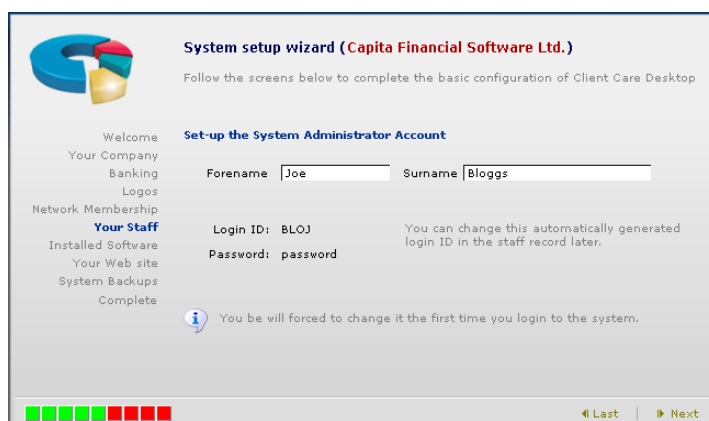 System setup wizard (Capita Financial Software Ltd.)
Follow the screens below to complete the basic configuration of Client Care Desktop
Welcome
Your Company
Banking
Logos
Network Membership
Your Staff
Installed Software
Your Web site
System Backups
Complete
Set-up the System Administrator Account
Forename Joe Surname Bloggs
Login ID: BLOJ
Password: password
You can change this automatically generated
login ID in the staff record later.
You be will forced to change it the first time you login to the system.
Last | Next